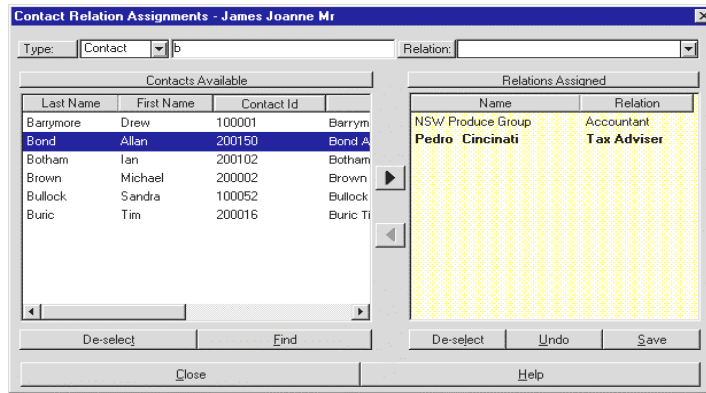 Contact Relation Assignments - James Joanne Mr
Type: Contact b Relation:
Contacts Available Relations Assigned
Last Name First Name Contact Id Name Relation
Barrymore Drew 100001 Barrym NSW Produce Group Accountant
Bond Allan 200150 Bond A Pedro Cincinati Tax Adviser
Botham Ian 200102 Botham
Brown Michael 200002 Brown
Bullock Sandra 100052 Bullock
Buric Tim 200016 Buric Ti
De-select Find De-select Undo Save
Close Help